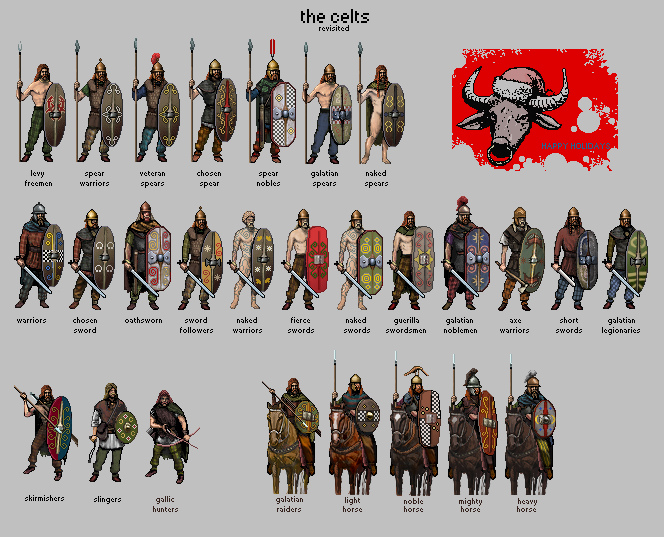 the celts
revisited
HAPPY HOLIDAYS
levy
freemen
spear
warriors
veteran
spears
chosen
spear
spear
nobles
galatian
spears
naked
spears
warriors
chosen
sword
oathsworn
sword
followers
naked
warriors
fierce
swords
naked
swords
guerilla
swordsmen
galatian
noblemen
axe
warriors
short
swords
galatian
legionaries
skirmishers
slingers
gallic
hunters
galatian
raiders
light
horse
noble
horse
mighty
horse
heavy
horse